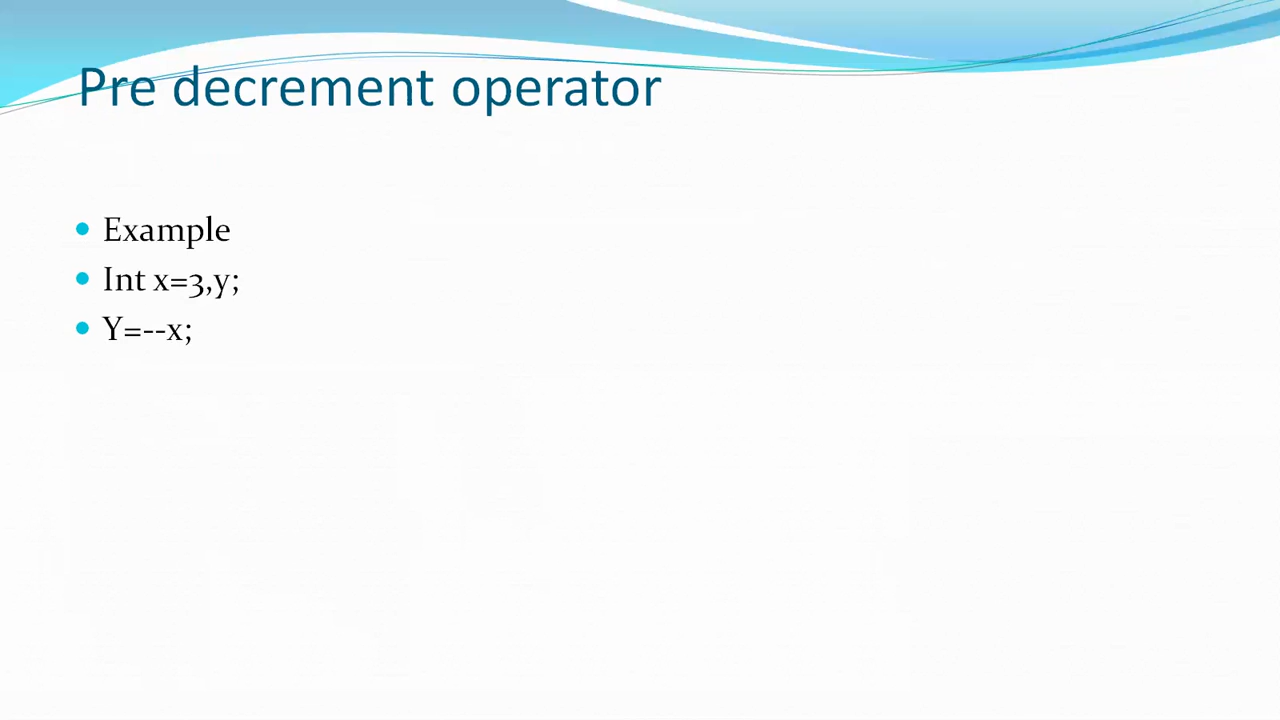 Pre decrement operator
Example
Int x=3,y;
Y=--x;